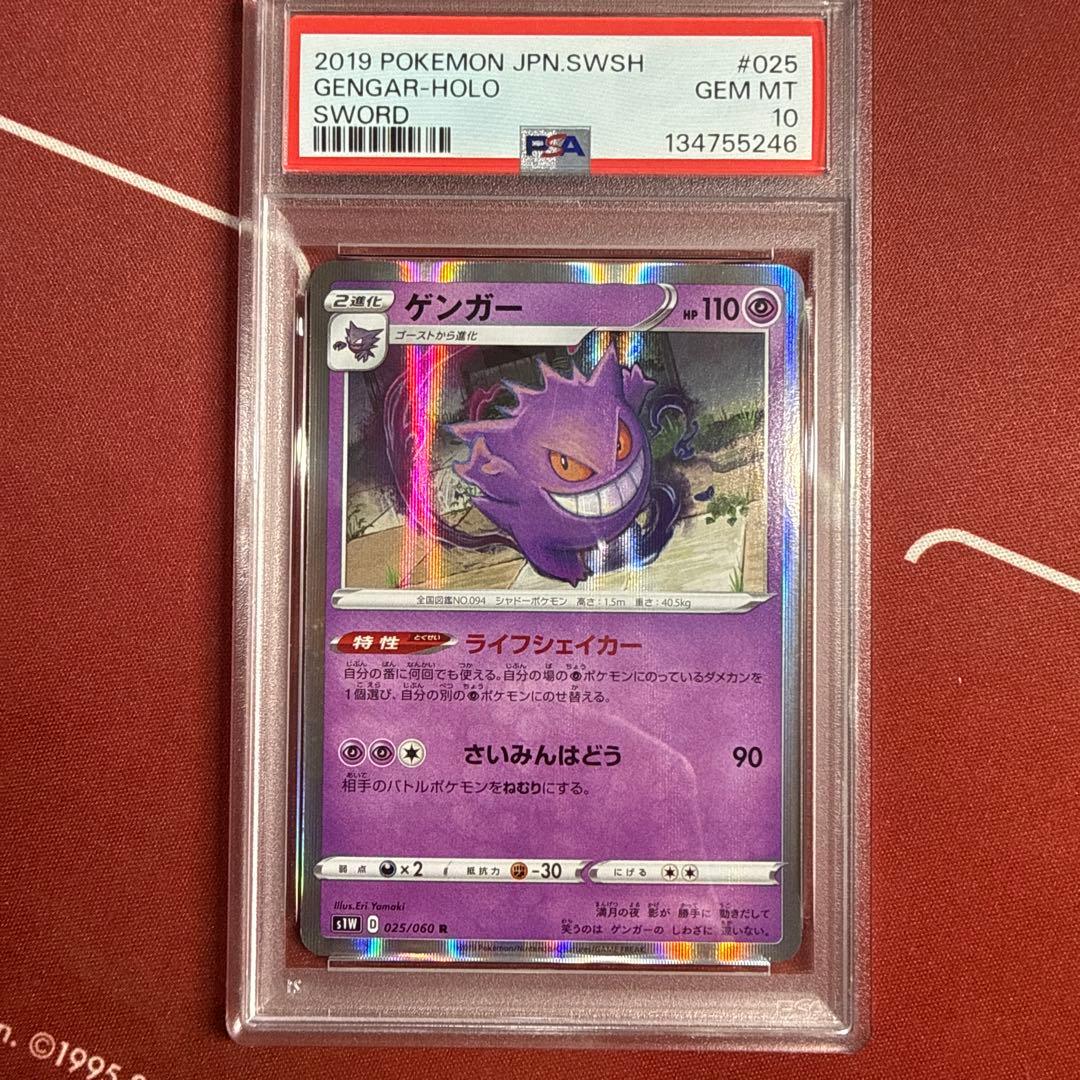 2019 POKEMON JPN.SWSH #025
GENGAR-HOLO GEM MT
SWORD 10
PSA
134755246
2進化 ゲンガー HP 110
ゴーストから進化
全国図鑑NO.094 シャドーポケモン 高さ:1.5m 重さ:40.5kg
特性 とくせい ライフシェイカー
自分の番に何回でも使える。自分の場のポケモンにのっているダメカンを
1個選び、自分の別のポケモンにのせ替える。
さいみんはどう 90
相手のバトルポケモンをねむりにする。
弱点 ×2 抵抗力 -30 にげる
Illus.Eri Yamaki
満月の夜 影が 勝手に 動きだして
笑うのは ゲンガーの しわざに 違いない。
s1W D 025/060 R
©1995